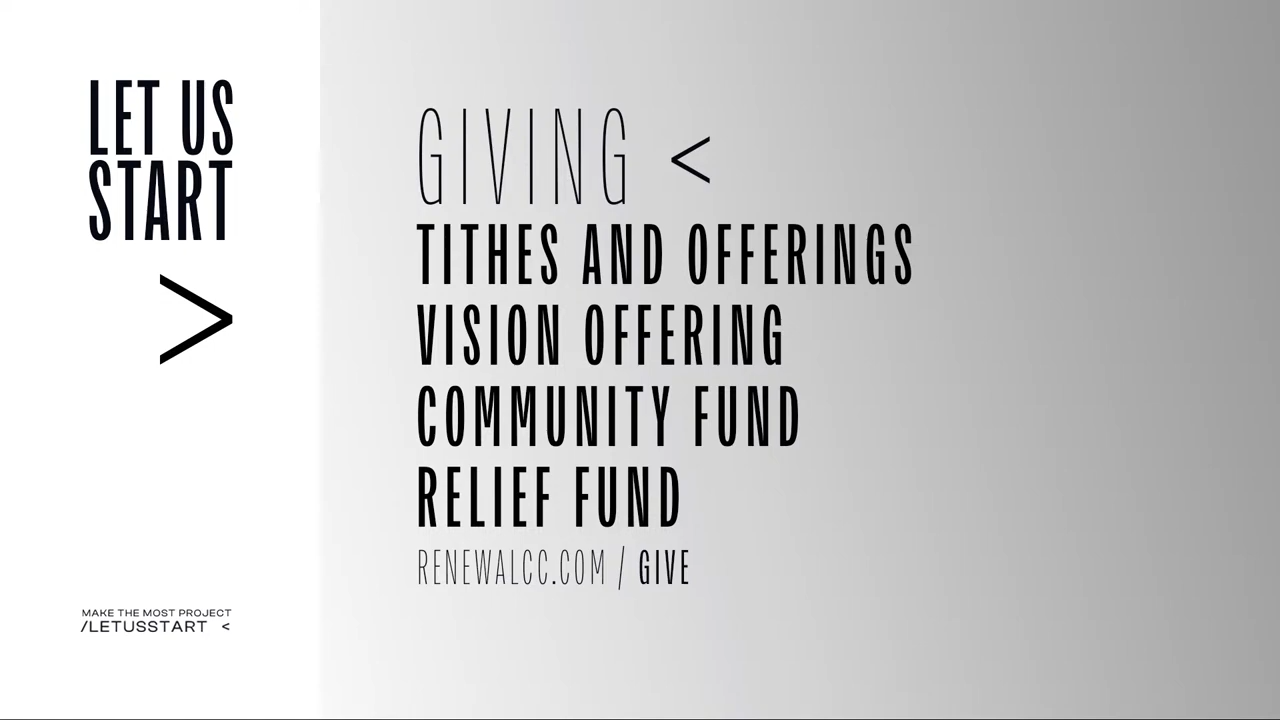 LET US
START
>
MAKE THE MOST PROJECT
/LETUSSTART <
GIVING <
TITHES AND OFFERINGS
VISION OFFERING
COMMUNITY FUND
RELIEF FUND
RENEWALCC.COM / GIVE